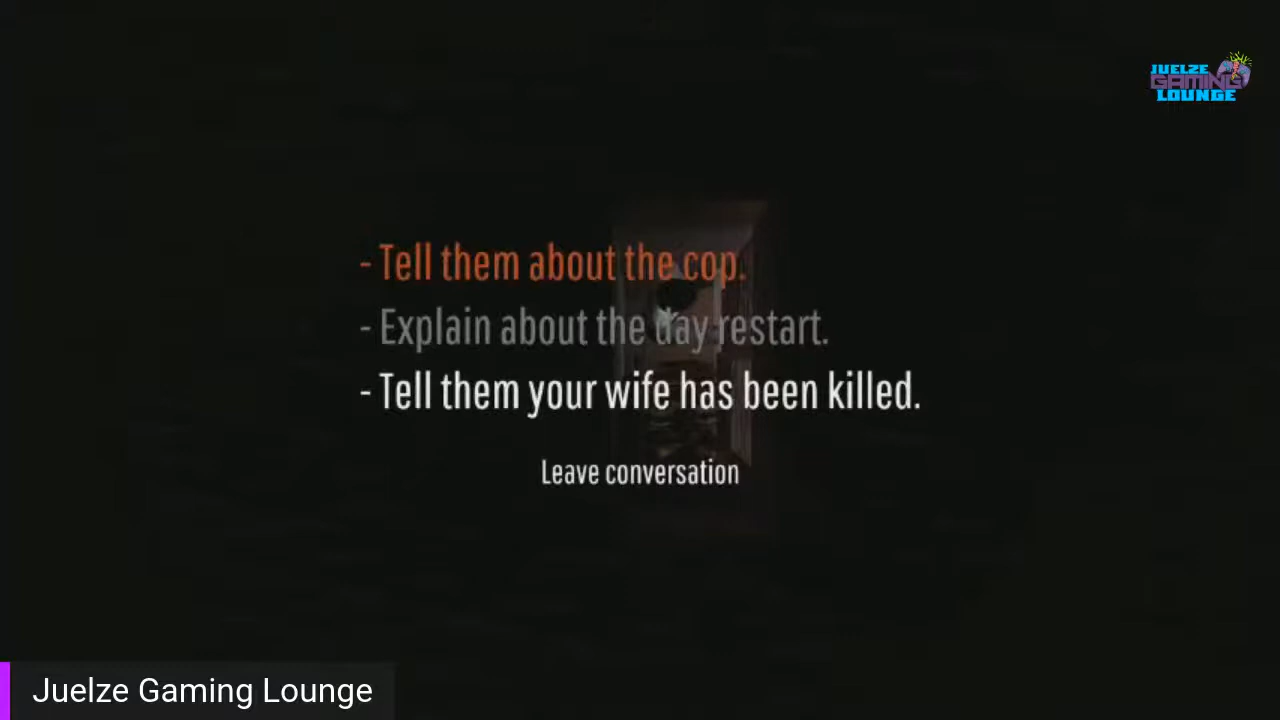 JUELZE
GAMING
LOUNGE
- Tell them about the cop.
- Explain about the day restart.
- Tell them your wife has been killed.
Leave conversation
Juelze Gaming Lounge